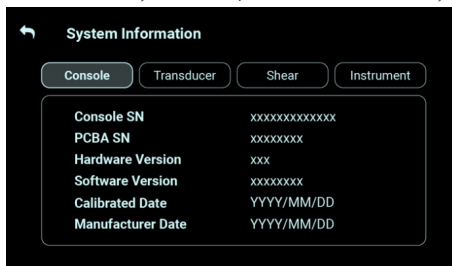 System Information
Console Transducer Shear Instrument
Console SN xxxxxxxxxxxxx
PCBA SN xxxxxxxx
Hardware Version xxx
Software Version xxxxxxxx
Calibrated Date YYYY/MM/DD
Manufacturer Date YYYY/MM/DD